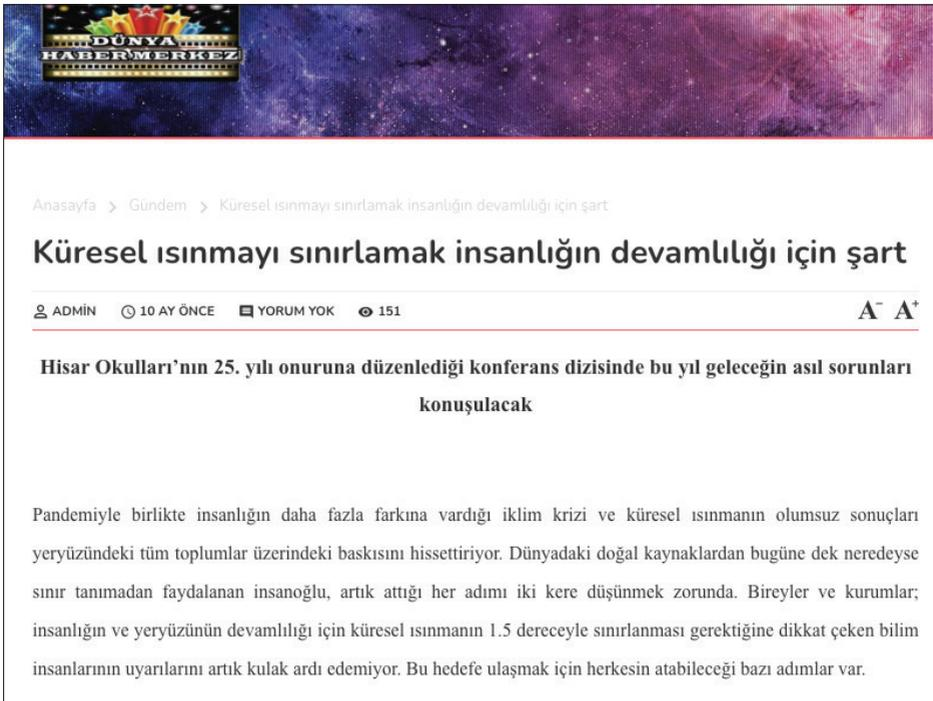 DÜNYA
HABER MERKEZ
Anasayfa > Gündem > Küresel ısınmayı sınırlamak insanlığın devamlılığı için şart
Küresel ısınmayı sınırlamak insanlığın devamlılığı için şart
ADMİN 10 AY ÖNCE YORUM YOK 151 A⁻ A⁺
Hisar Okulları’nın 25. yılı onuruna düzenlediği konferans dizisinde bu yıl geleceğin asıl sorunları
konuşulacak
Pandemiyle birlikte insanlığın daha fazla farkına vardığı iklim krizi ve küresel ısınmanın olumsuz sonuçları
yeryüzündeki tüm toplumlar üzerindeki baskısını hissettiriyor. Dünyadaki doğal kaynaklardan bugüne dek neredeyse
sınır tanımadan faydalanan insanoğlu, artık attığı her adımı iki kere düşünmek zorunda. Bireyler ve kurumlar;
insanlığın ve yeryüzünün devamlılığı için küresel ısınmanın 1.5 dereceyle sınırlanması gerektiğine dikkat çeken bilim
insanlarının uyarılarını artık kulak ardı edemiyor. Bu hedefe ulaşmak için herkesin atabileceği bazı adımlar var.